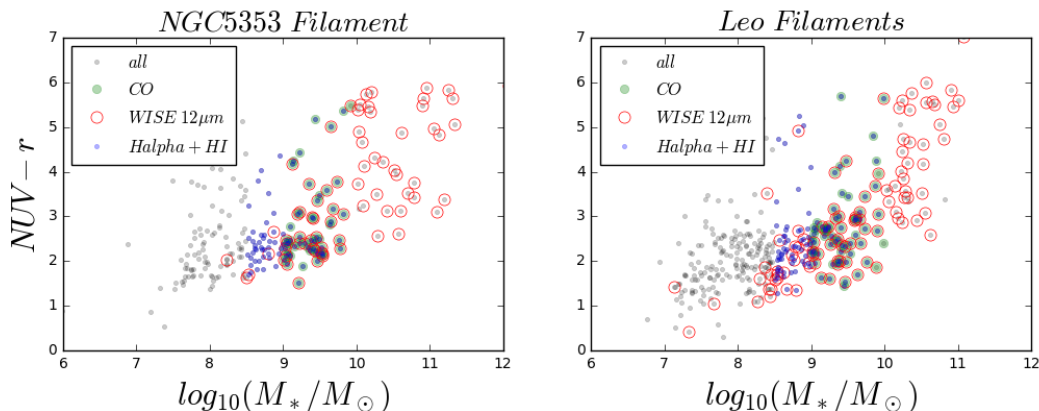 NGC5353 Filament
7
6
5
4
3
2
1
0
NUV − r
all
CO
WISE 12μm
Halpha + HI
6 7 8 9 10 11 12
log10(M*/M⊙)
Leo Filaments
7
6
5
4
3
2
1
0
all
CO
WISE 12μm
Halpha + HI
6 7 8 9 10 11 12
log10(M*/M⊙)